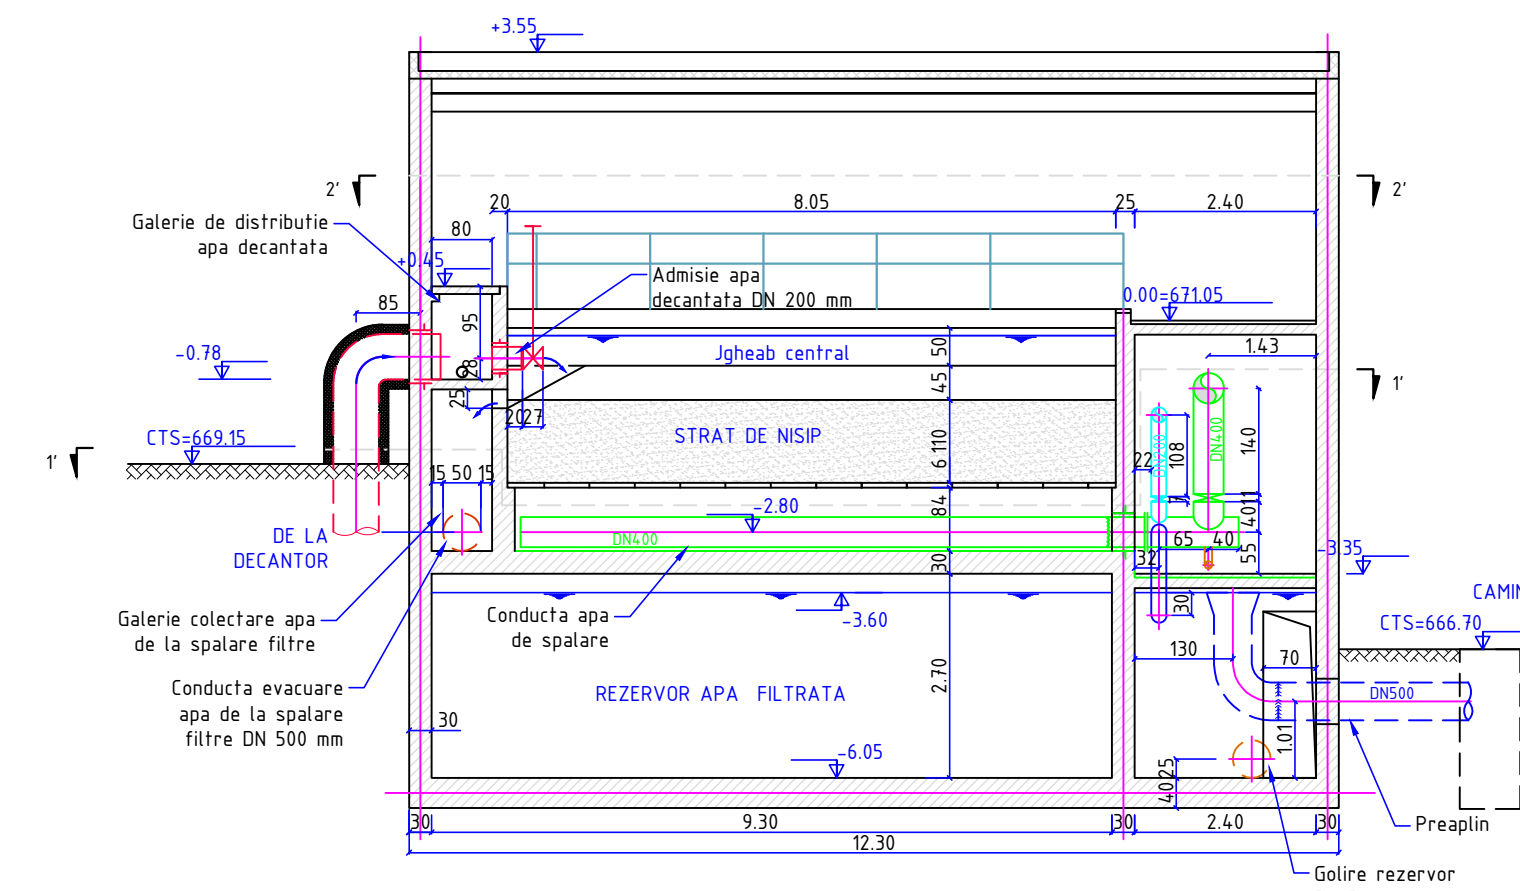 +3.55
2'
2'
20
8.05
25
2.40
Galerie de distributie
apa decantata
80
+0.45
Admisie apa
decantata DN 200 mm
0.00=671.05
85
95
28
25
-0.78
Jgheab central
50
45
1.43
1'
2027
CTS=669.15
1'
STRAT DE NISIP
6 110
DN400
108
140
22
11
40
15 50 15
84
-2.80
DN400
DE LA
DECANTOR
65
40
55
32
-3.35
30
Galerie colectare apa
de la spalare filtre
Conducta apa
de spalare
-3.60
30
CAMIN
CTS=666.70
130
70
Conducta evacuare
apa de la spalare
filtre DN 500 mm
REZERVOR APA FILTRATA
2.70
DN500
30
1.01
-6.05
25
40
30
9.30
30
2.40
30
12.30
Preaplin
Golire rezervor